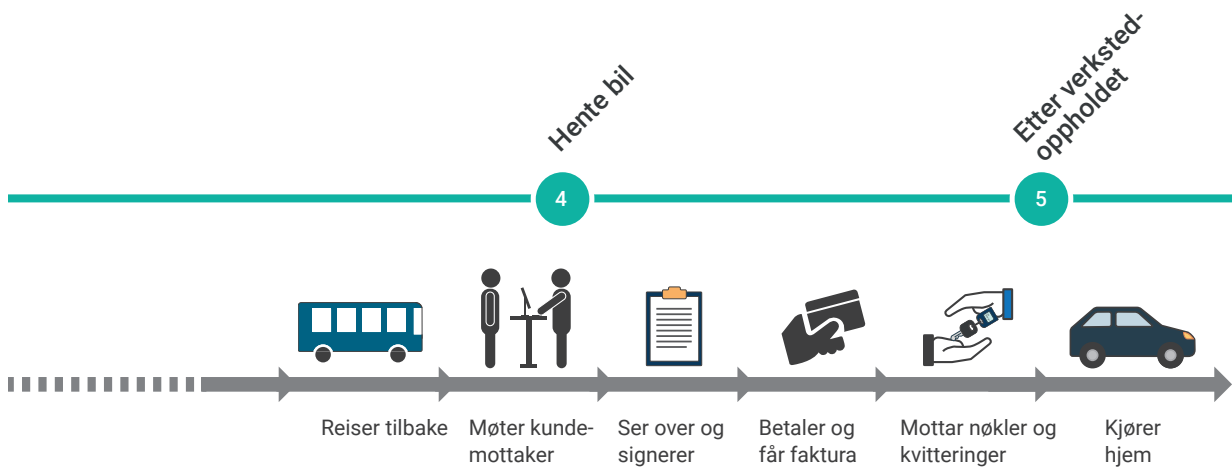 Hente bil
Etter verksted-
oppholdet
4
5
Reiser tilbake
Møter kunde-
mottaker
Ser over og
signerer
Betaler og
får faktura
Mottar nøkler og
kvitteringer
Kjører
hjem